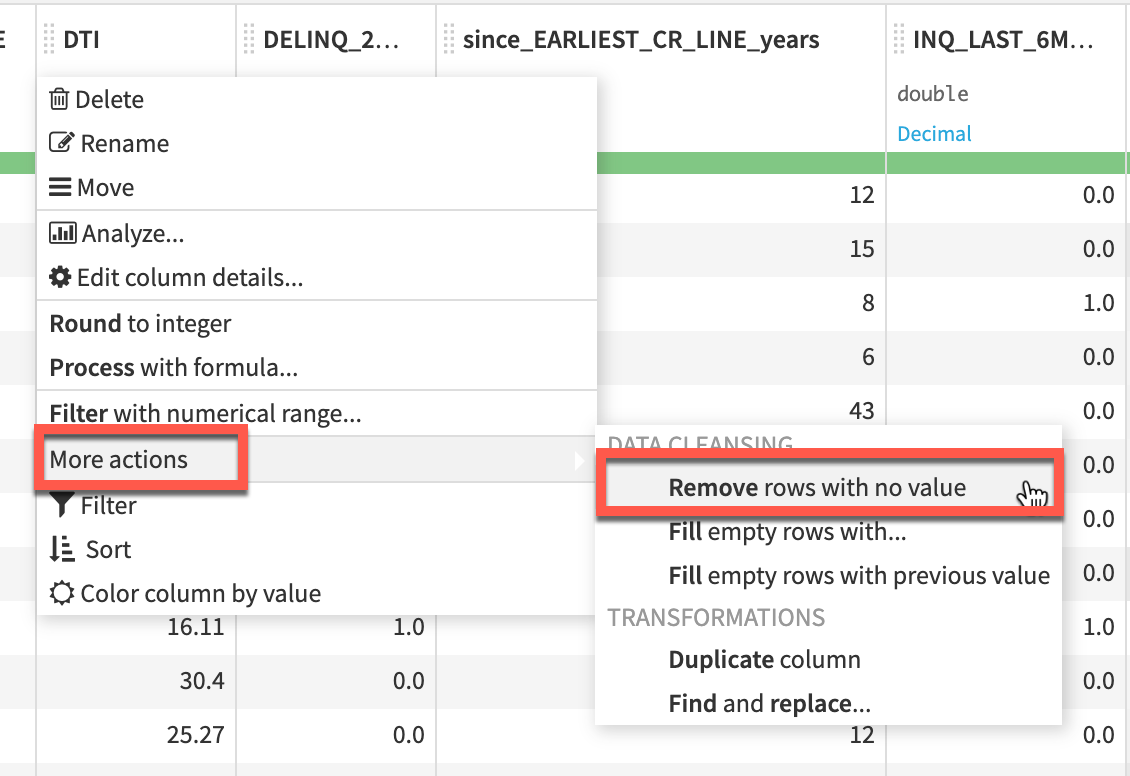 E
DTI
DELINQ_2...
since_EARLIEST_CR_LINE_years
INQ_LAST_6M...
double
Decimal
Delete
Rename
Move
Analyze...
Edit column details...
Round to integer
Process with formula...
Filter with numerical range...
More actions
Filter
Sort
Color column by value
DATA CLEANSING
Remove rows with no value
Fill empty rows with...
Fill empty rows with previous value
TRANSFORMATIONS
Duplicate column
Find and replace...
12 0.0
15 0.0
8 1.0
6 0.0
43 0.0
0.0
0.0
0.0
16.11 1.0 1.0
30.4 0.0 0.0
25.27 0.0 12 0.0